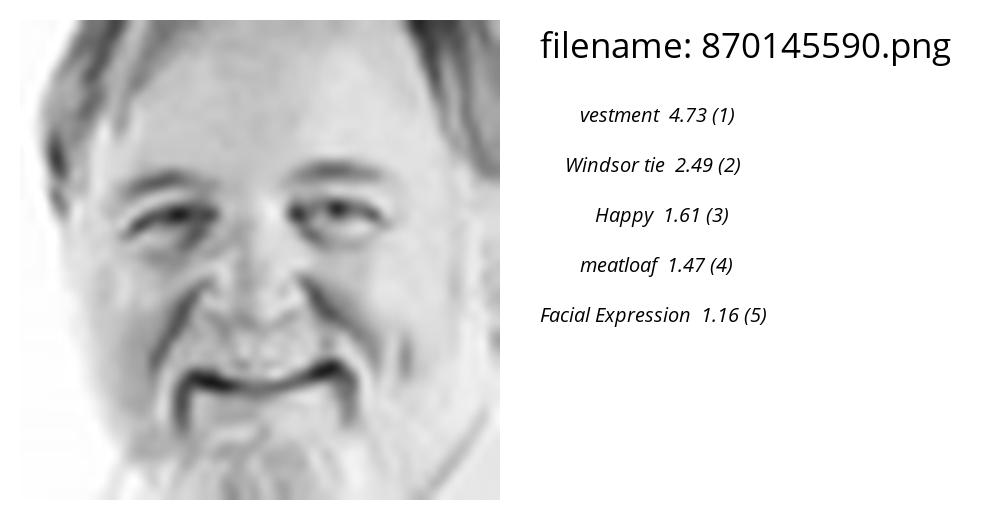 filename: 870145590.png
vestment 4.73 (1)
Windsor tie 2.49 (2)
Happy 1.61 (3)
meatloaf 1.47 (4)
Facial Expression 1.16 (5)